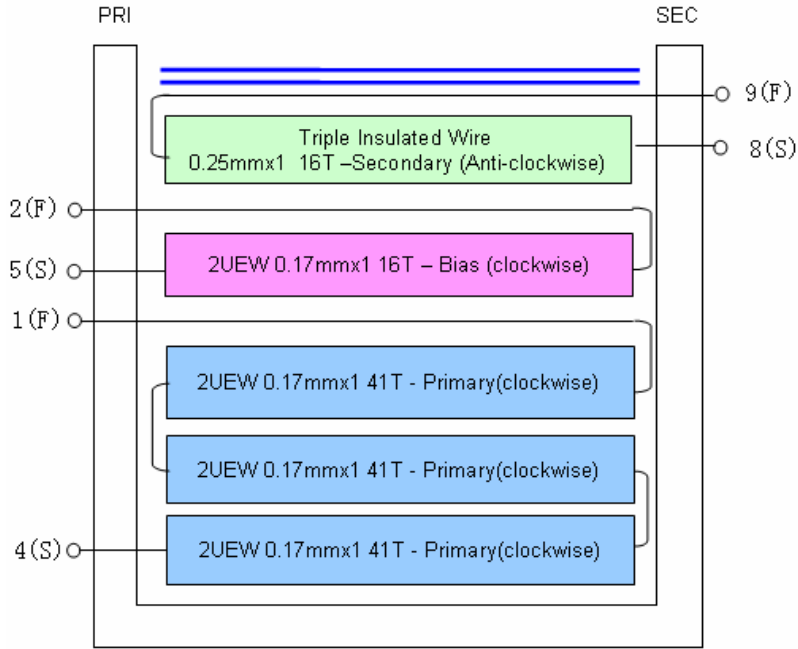 PRI
SEC
9(F)
Triple Insulated Wire
0.25mmx1 16T –Secondary (Anti-clockwise)
8(S)
2(F)
5(S)
2UEW 0.17mmx1 16T – Bias (clockwise)
1(F)
2UEW 0.17mmx1 41T - Primary(clockwise)
2UEW 0.17mmx1 41T - Primary(clockwise)
4(S)
2UEW 0.17mmx1 41T - Primary(clockwise)